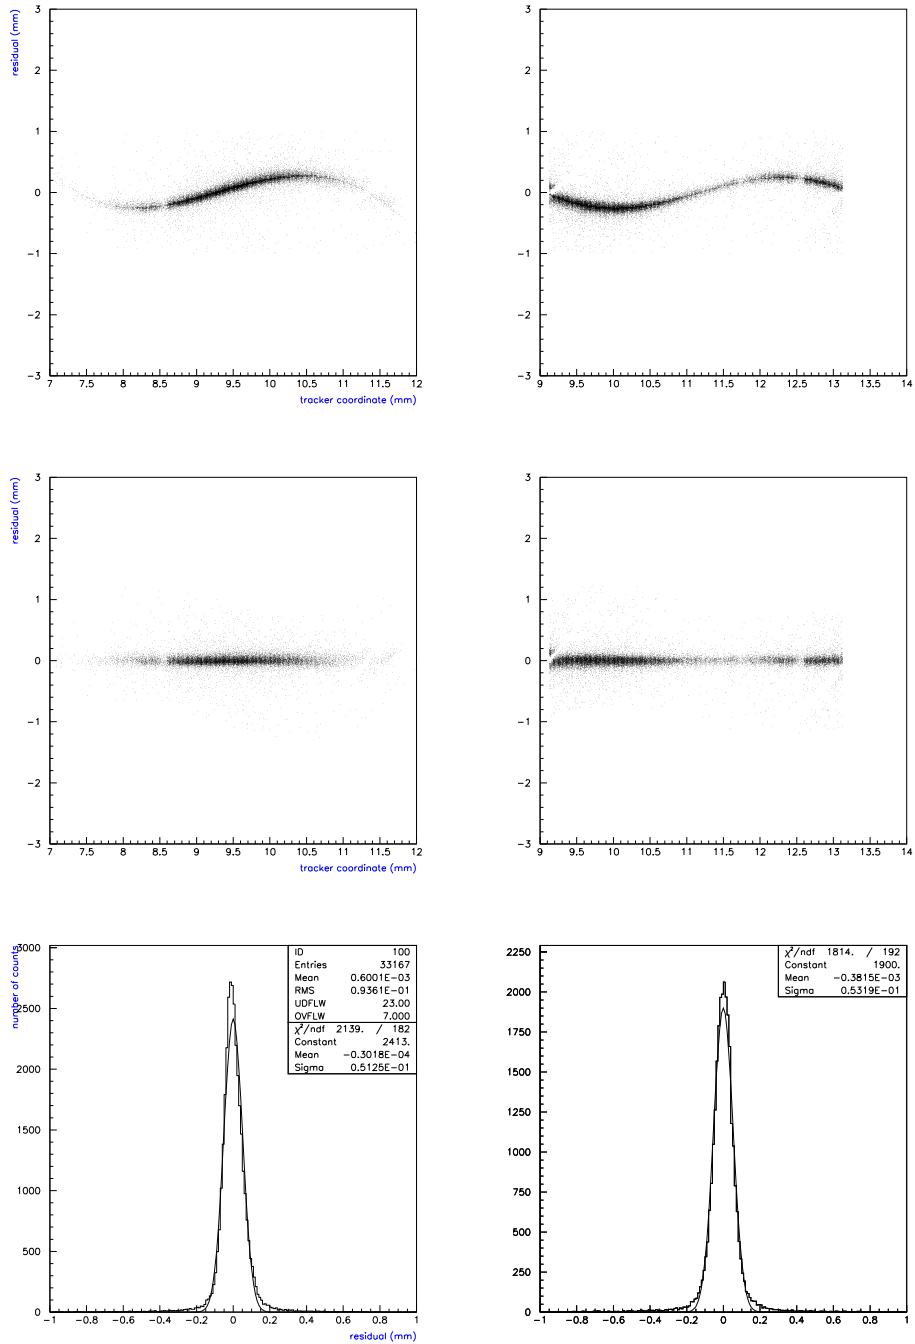 residual (mm)
3
2
1
0
−1
−2
−3
7 7.5 8 8.5 9 9.5 10 10.5 11 11.5 12
tracker coordinate (mm)
3
2
1
0
−1
−2
−3
9 9.5 10 10.5 11 11.5 12 12.5 13 13.5 14
residual (mm)
3
2
1
0
−1
−2
−3
7 7.5 8 8.5 9 9.5 10 10.5 11 11.5 12
tracker coordinate (mm)
3
2
1
0
−1
−2
−3
9 9.5 10 10.5 11 11.5 12 12.5 13 13.5 14
number of counts
3000
2500
2000
1500
1000
500
0
ID 100
Entries 33167
Mean 0.6001E−03
RMS 0.9361E−01
UDFLW 23.00
OVFLW 7.000
χ²/ndf 2139. / 182
Constant 2413.
Mean −0.3018E−04
Sigma 0.5125E−01
−1 −0.8 −0.6 −0.4 −0.2 0 0.2 0.4 0.6 0.8 1
residual (mm)
2250
2000
1750
1500
1250
1000
750
500
250
0
χ²/ndf 1814. / 192
Constant 1900.
Mean −0.3815E−03
Sigma 0.5319E−01
−1 −0.8 −0.6 −0.4 −0.2 0 0.2 0.4 0.6 0.8 1